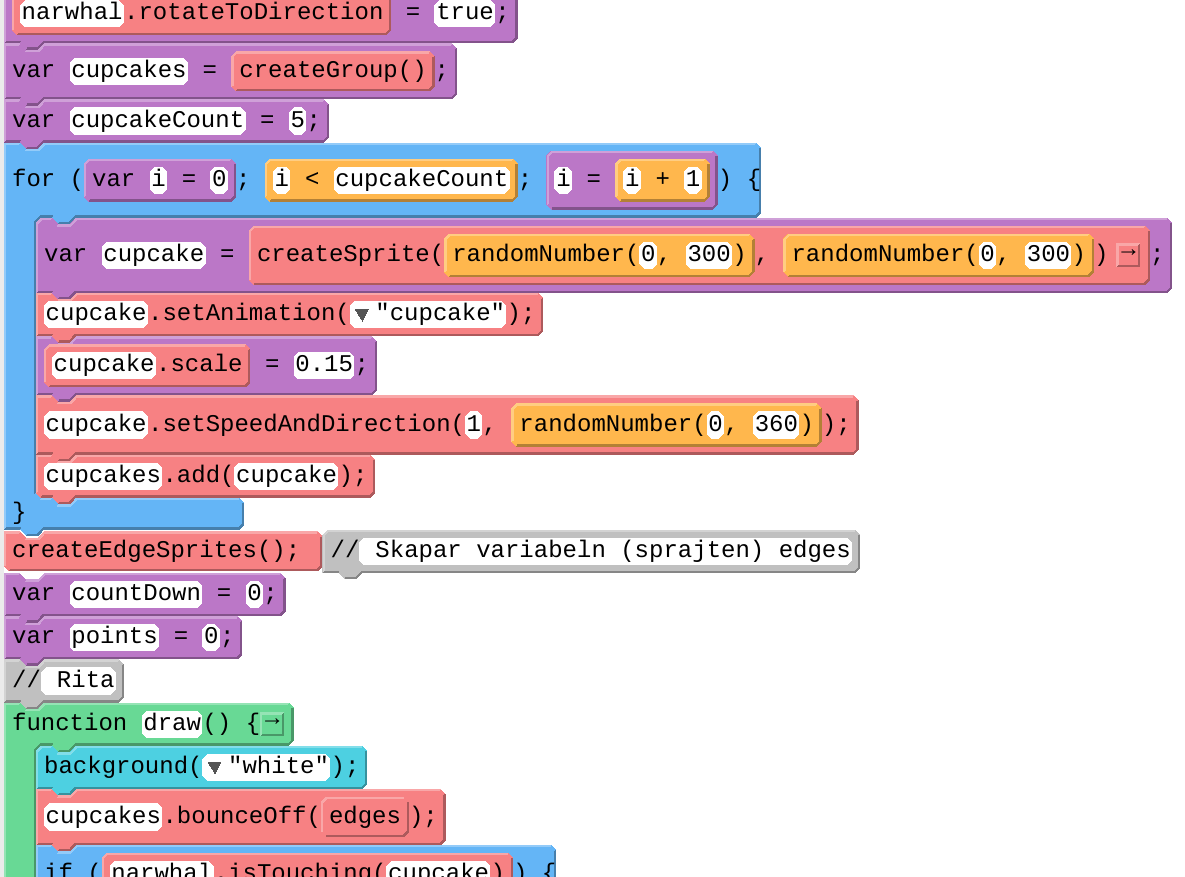 narwhal.rotateToDirection = true;
var cupcakes = createGroup();
var cupcakeCount = 5;
for (var i = 0; i < cupcakeCount; i = i + 1) {
var cupcake = createSprite(randomNumber(0, 300), randomNumber(0, 300))→;
cupcake.setAnimation(▼"cupcake");
cupcake.scale = 0.15;
cupcake.setSpeedAndDirection(1, randomNumber(0, 360));
cupcakes.add(cupcake);
}
createEdgeSprites(); // Skapar variabeln (sprajten) edges
var countDown = 0;
var points = 0;
// Rita
function draw() {→
background(▼"white");
cupcakes.bounceOff(edges);
if (narwhal.isTouching(cupcake)) {